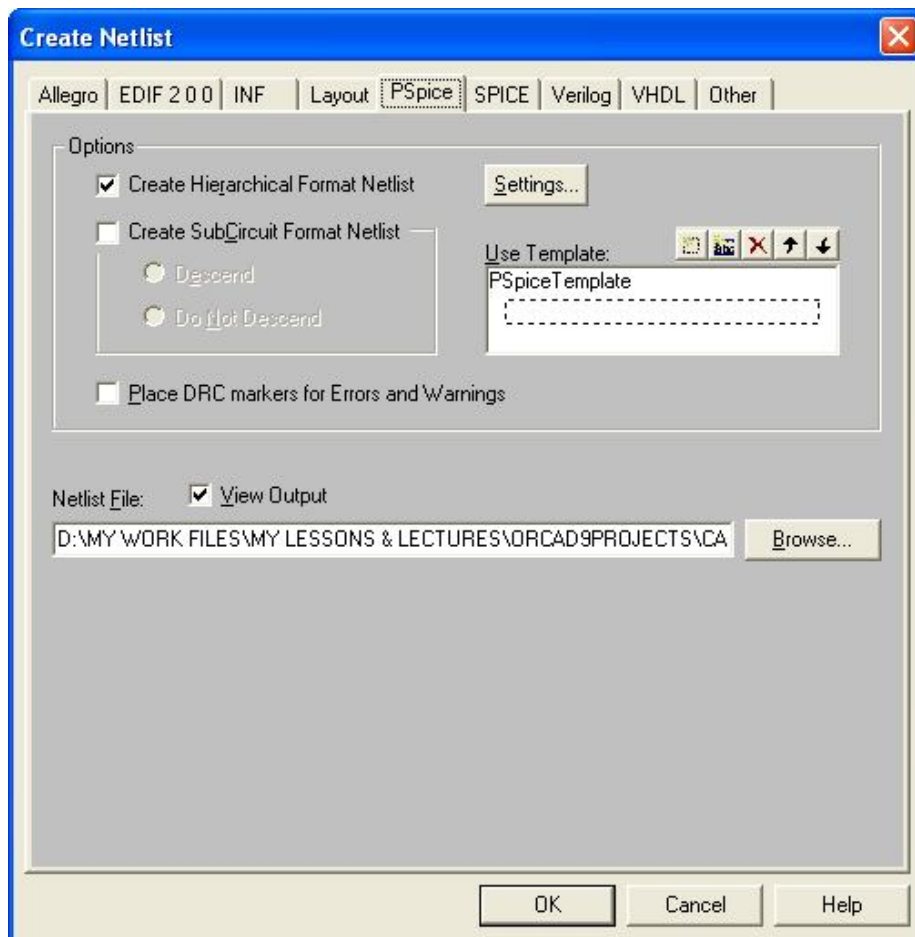 Create Netlist
Allegro EDIF 2 0 0 INF Layout PSpice SPICE Verilog VHDL Other
Options
Create Hierarchical Format Netlist
Settings...
Create SubCircuit Format Netlist
Use Template:
Descend
PSpiceTemplate
Do Not Descend
Place DRC markers for Errors and Warnings
Netlist File:
View Output
D:\MY WORK FILES\MY LESSONS & LECTURES\ORCAD9PROJECTS\CA
Browse...
OK Cancel Help